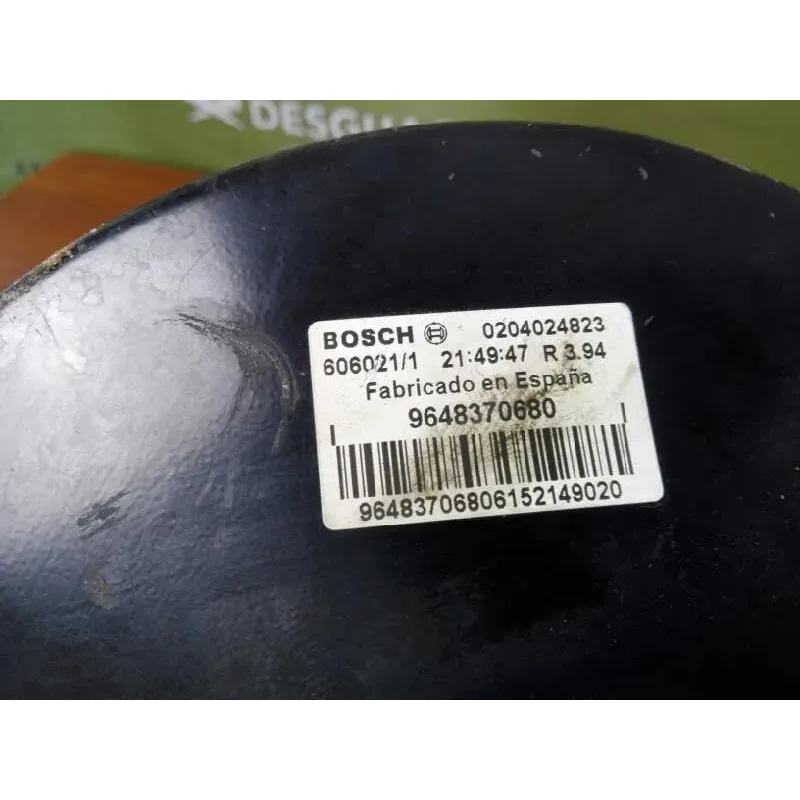 DESGUA
BOSCH 0204024823
606021/1 21:49:47 R 3.94
Fabricado en España
9648370680
96483706806152149020